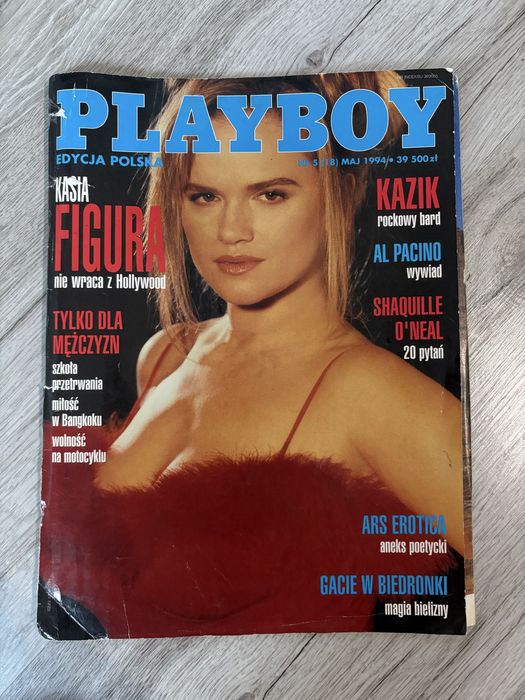 PLAYBOY
EDYCJA POLSKA
NR 5 (18) MAJ 1994 • 39 500 zł
KASIA
FIGURA
nie wraca z Hollywood
TYLKO DLA
MĘŻCZYZN
szkoła
przetrwania
miłość
w Bangkoku
wolność
na motocyklu
KAZIK
rockowy bard
AL PACINO
wywiad
SHAQUILLE
O'NEAL
20 pytań
ARS EROTICA
aneks poetycki
GACIE W BIEDRONKI
magia bielizny